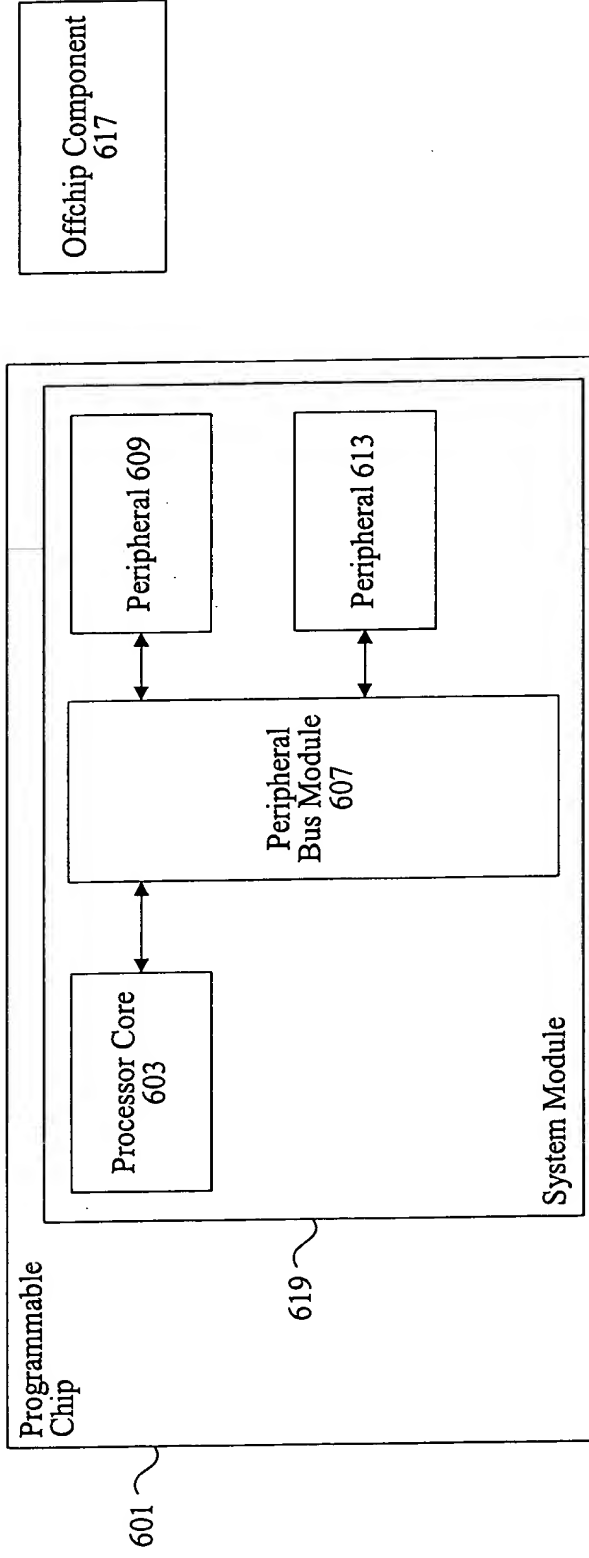 Programmable
Chip
601
619
System Module
Processor Core
603
Peripheral
Bus Module
607
Peripheral 609
Peripheral 613
Offchip Component
617